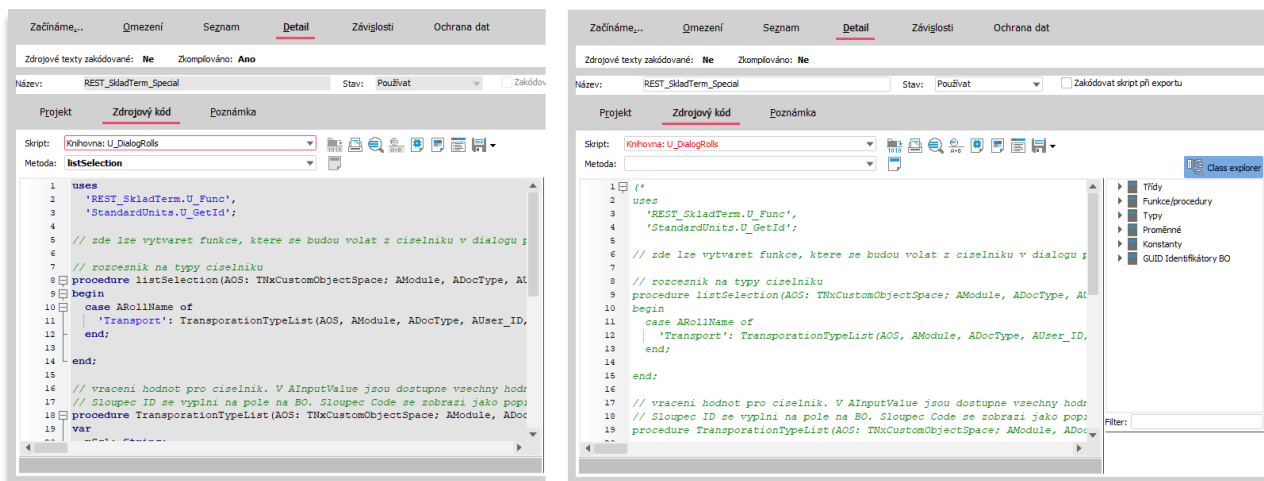 Začínáme... Omezení Seznam Detail Závislosti Ochrana dat
Zdrojové texty zakódované: Ne Zkompilováno: Ano
Název: REST_SkladTerm_Special Stav: Používat Zakódov
Projekt Zdrojový kód Poznámka
Skript: Knihovna: U_DialogRolls
Metoda: listSelection
1 uses
2 'REST_SkladTerm.U_Func',
3 'StandardUnits.U_GetId';
4
5 // zde lze vytvaret funkce, ktere se budou volat z ciselniku v dialogu p
6
7 // rozcesnik na typy ciselniku
8 procedure listSelection(AOS: TNxCustomObjectSpace; AModule, ADocType, AU
9 begin
10 case ARollName of
11 'Transport': TransporationTypeList(AOS, AModule, ADocType, AUser_ID,
12 end;
13
14 end;
15
16 // vraceni hodnot pro ciselnik. V AInputValue jsou dostupne vsechny hodn
17 // Sloupec ID se vyplni na pole na BO. Sloupec Code se zobrazi jako popi
18 procedure TransporationTypeList(AOS: TNxCustomObjectSpace; AModule, ADoc
19 var
Začínáme... Omezení Seznam Detail Závislosti Ochrana dat
Zdrojové texty zakódované: Ne Zkompilováno: Ne
Název: REST_SkladTerm_Special Stav: Používat Zakódovat skript při exportu
Projekt Zdrojový kód Poznámka
Skript: Knihovna: U_DialogRolls
Metoda:
Class explorer
1 (*
2 uses
3 'REST_SkladTerm.U_Func',
4 'StandardUnits.U_GetId';
5
6 // zde lze vytvaret funkce, ktere se budou volat z ciselniku v dialogu p
7
8 // rozcesnik na typy ciselniku
9 procedure listSelection(AOS: TNxCustomObjectSpace; AModule, ADocType, AU
10 begin
11 case ARollName of
12 'Transport': TransporationTypeList(AOS, AModule, ADocType, AUser_ID,
13 end;
14
15 end;
16
17 // vraceni hodnot pro ciselnik. V AInputValue jsou dostupne vsechny hodn
18 // Sloupec ID se vyplni na pole na BO. Sloupec Code se zobrazi jako popi
19 procedure TransporationTypeList(AOS: TNxCustomObjectSpace; AModule, ADoc
Třídy
Funkce/procedury
Typy
Proměnné
Konstanty
GUID Identifikátory BO
Filter: